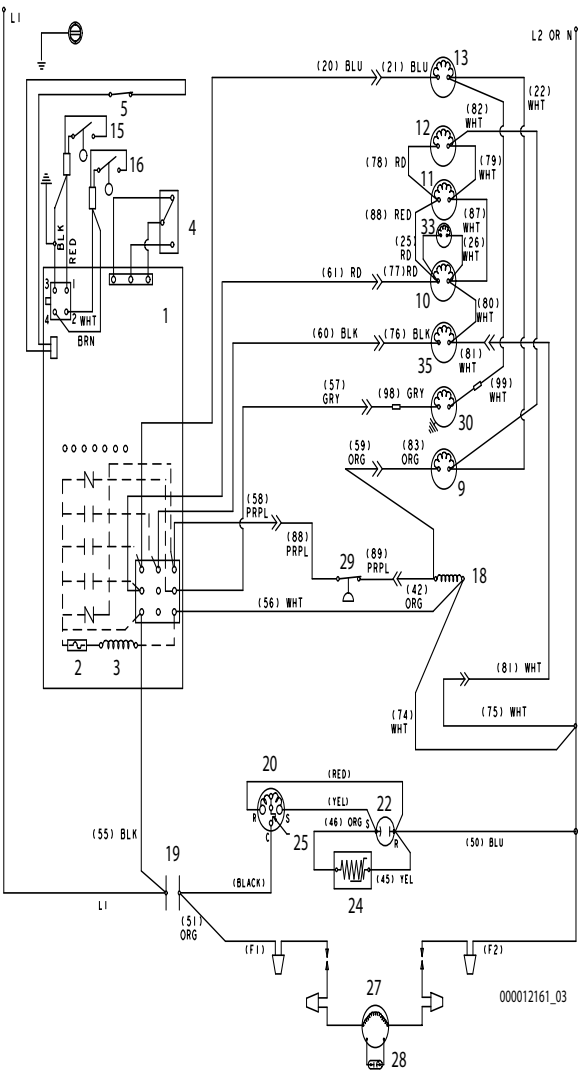 L1
L2 OR N
(20) BLU
(21) BLU
13
(22)
WHT
5
(82)
WHT
15
12
16
(78) RD
(79)
WHT
11
4
(88) RED
(87)
WHT
33
BLK
RED
(25)
RD
(26)
WHT
(61) RD
(77)RD
3
1
10
1
4
2
WHT
(80)
WHT
BRN
(60) BLK
(76) BLK
(81)
WHT
35
(57)
GRY
(98) GRY
(99)
WHT
30
(59)
ORG
(83)
ORG
9
(58)
PRPL
(88)
PRPL
29
(89)
PRPL
18
(42)
ORG
(56) WHT
2
3
(81) WHT
(74)
WHT
(75) WHT
20
(RED)
(YEL)
22
R
S
(46) ORG
S
C
25
R
(50) BLU
(55) BLK
19
(BLACK)
(45) YEL
24
L1
(51)
ORG
(F1)
(F2)
27
000012161_03
28